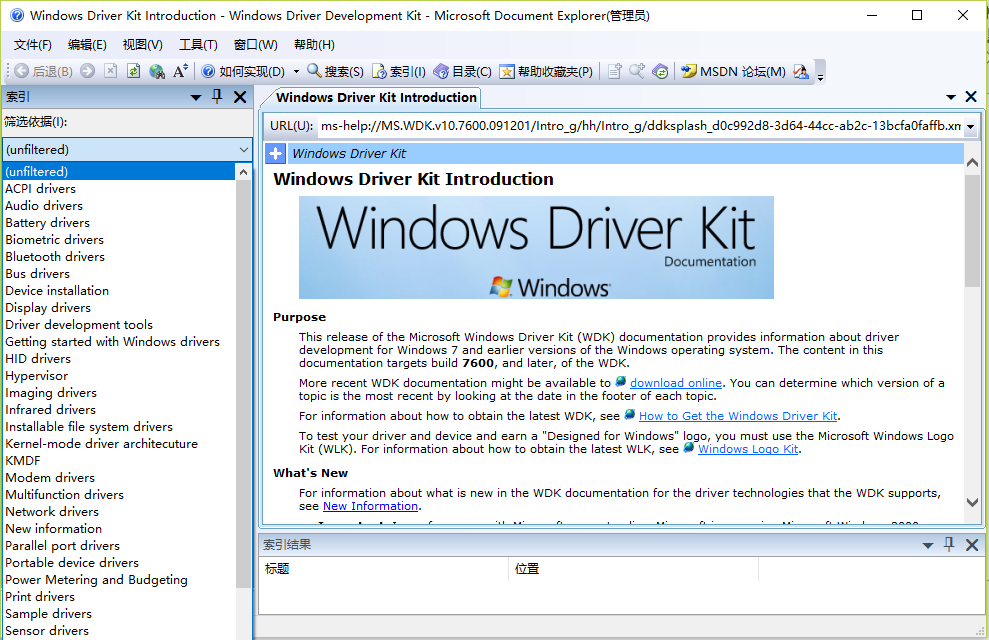 Windows Driver Kit Introduction - Windows Driver Development Kit - Microsoft Document Explorer(管理员)
文件(F) 编辑(E) 视图(V) 工具(T) 窗口(W) 帮助(H)
后退(B) 如何实现(D) 搜索(S) 索引(I) 目录(C) 帮助收藏夹(P) MSDN 论坛(M)
索引
筛选依据(I):
(unfiltered)
(unfiltered)
ACPI drivers
Audio drivers
Battery drivers
Biometric drivers
Bluetooth drivers
Bus drivers
Device installation
Display drivers
Driver development tools
Getting started with Windows drivers
HID drivers
Hypervisor
Imaging drivers
Infrared drivers
Installable file system drivers
Kernel-mode driver architecuture
KMDF
Modem drivers
Multifunction drivers
Network drivers
New information
Parallel port drivers
Portable device drivers
Power Metering and Budgeting
Print drivers
Sample drivers
Sensor drivers
Windows Driver Kit Introduction
URL(U): ms-help://MS.WDK.v10.7600.091201/Intro_g/hh/Intro_g/ddksplash_d0c992d8-3d64-44cc-ab2c-13bcfa0faffb.xm
Windows Driver Kit
Windows Driver Kit Introduction
Windows Driver Kit
Documentation
Windows
Purpose
This release of the Microsoft Windows Driver Kit (WDK) documentation provides information about driver
development for Windows 7 and earlier versions of the Windows operating system. The content in this
documentation targets build 7600, and later, of the WDK.
More recent WDK documentation might be available to download online. You can determine which version of a
topic is the most recent by looking at the date in the footer of each topic.
For information about how to obtain the latest WDK, see How to Get the Windows Driver Kit.
To test your driver and device and earn a "Designed for Windows" logo, you must use the Microsoft Windows Logo
Kit (WLK). For information about how to obtain the latest WLK, see Windows Logo Kit.
What's New
For information about what is new in the WDK documentation for the driver technologies that the WDK supports,
see New Information.
索引结果
标题 位置